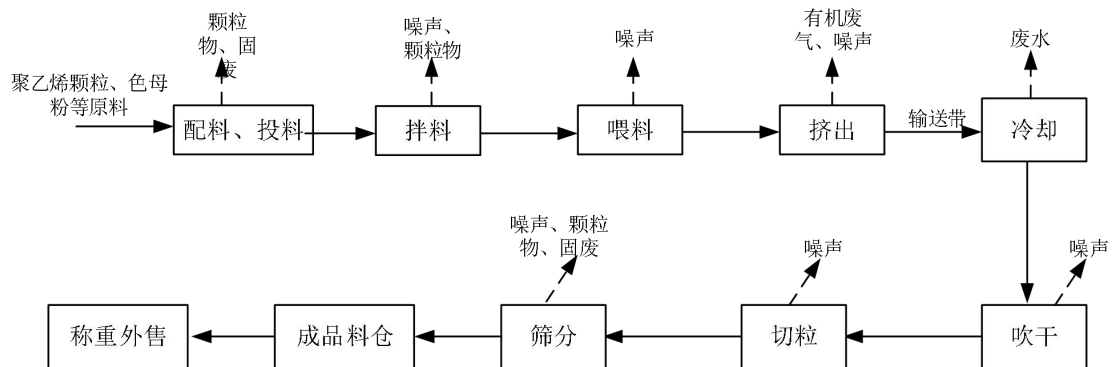 颗粒
物、固
废
噪声、
颗粒物
噪声
有机废
气、噪声
废水
聚乙烯颗粒、色母
粉等原料
配料、投料
拌料
喂料
挤出
输送带
冷却
噪声、颗粒
物、固废
噪声
噪声
称重外售
成品料仓
筛分
切粒
吹干